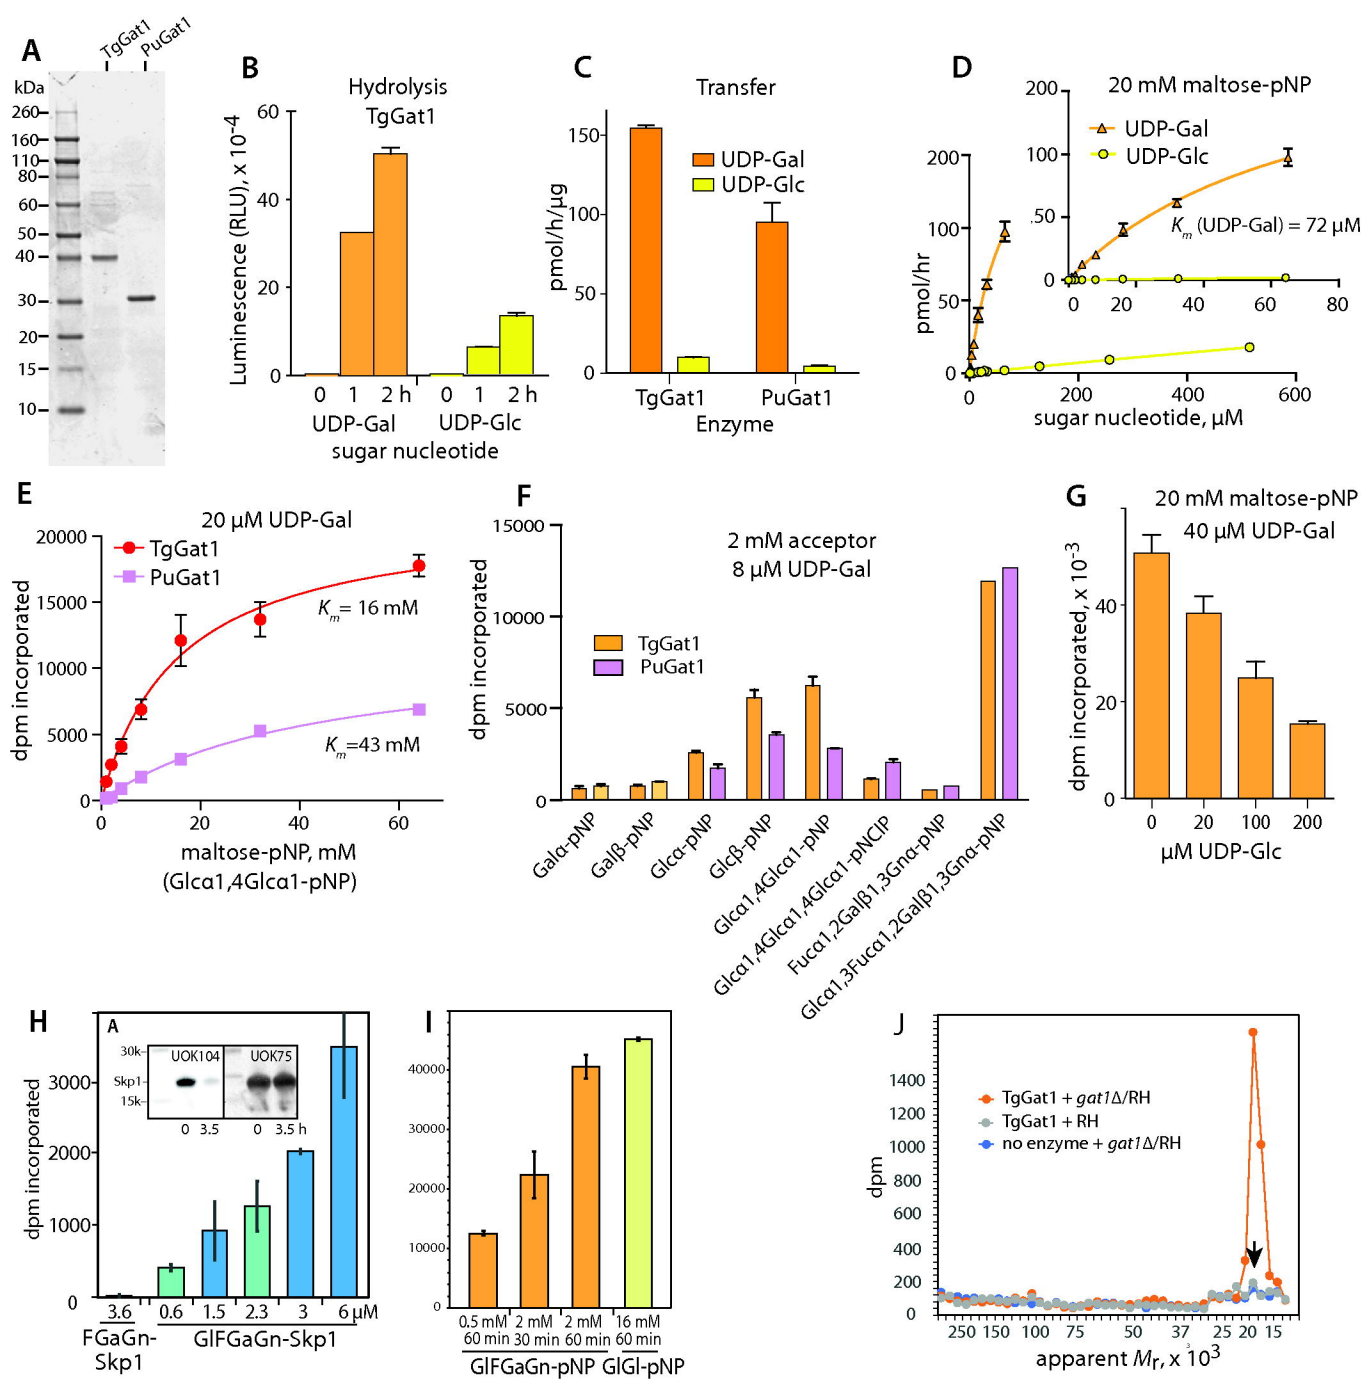 A
TgGat1
PuGat1
kDa
260
160
110
80
60
50
40
30
20
15
10
B
Hydrolysis
TgGat1
Luminescence (RLU), x 10-4
60
40
20
0
0 1 2 h 0 1 2 h
UDP-Gal UDP-Glc
sugar nucleotide
C
Transfer
pmol/h/µg
150
100
50
0
UDP-Gal
UDP-Glc
TgGat1 PuGat1
Enzyme
D
20 mM maltose-pNP
UDP-Gal
UDP-Glc
200
100
50
0
0 20 40 60 80
Km (UDP-Gal) = 72 µM
pmol/hr
200
100
50
0
0 200 400 600
sugar nucleotide, µM
E
20 µM UDP-Gal
dpm incorporated
20000
15000
10000
5000
0
TgGat1
PuGat1
Km= 16 mM
Km=43 mM
0 20 40 60
maltose-pNP, mM
(Glcα1,4Glcα1-pNP)
F
2 mM acceptor
8 µM UDP-Gal
dpm incorporated
15000
10000
5000
0
TgGat1
PuGat1
Galα-pNP
Galβ-pNP
Glcα-pNP
Glcβ-pNP
Glcα1,4Glcα1-pNP
Glcα1,4Glcα1,4Glcα1-pNClP
Fucα1,2Galβ1,3Gnα-pNP
Glcα1,3Fucα1,2Galβ1,3Gnα-pNP
G
20 mM maltose-pNP
40 µM UDP-Gal
dpm incorporated, x 10-3
40
20
0
0 20 100 200
µM UDP-Glc
H
A
dpm incorporated
3000
2000
1000
0
30k
Skp1
15k
UOK104 UOK75
0 3.5 0 3.5 h
3.6 0.6 1.5 2.3 3 6 µM
FGaGn-
Skp1
GlFGaGn-Skp1
I
40000
30000
20000
10000
0
0.5 mM 2 mM 2 mM 16 mM
60 min 30 min 60 min 60 min
GlFGaGn-pNP GlGl-pNP
J
dpm
1400
1200
1000
800
600
400
200
0
TgGat1 + gat1Δ/RH
TgGat1 + RH
no enzyme + gat1Δ/RH
250 150 100 75 50 37 25 20 15
apparent Mr, x 103